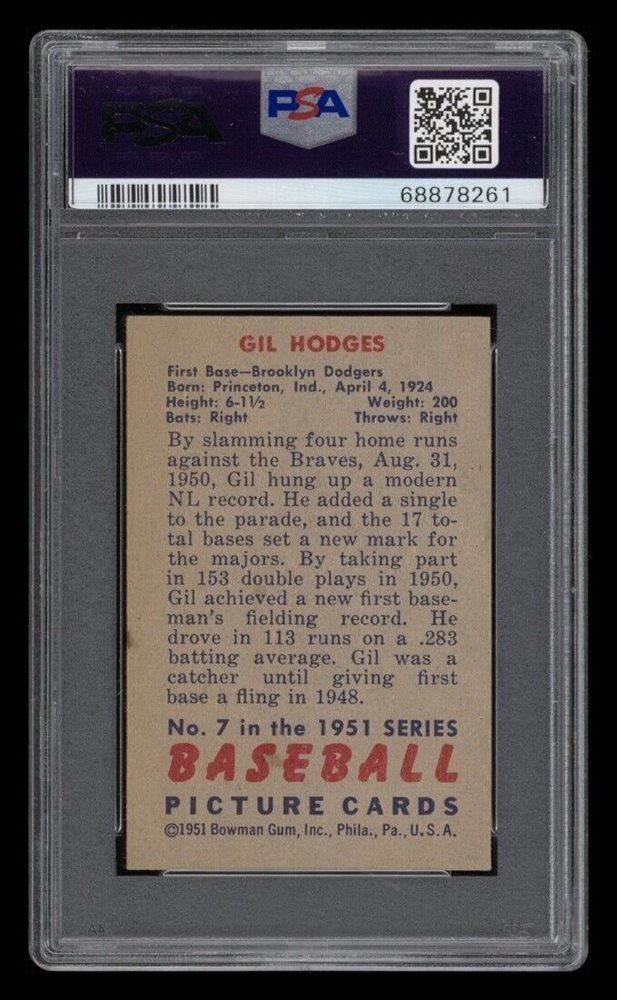 PSA
PSA
68878261
GIL HODGES
First Base—Brooklyn Dodgers
Born: Princeton, Ind., April 4, 1924
Height: 6-1½ Weight: 200
Bats: Right Throws: Right
By slamming four home runs
against the Braves, Aug. 31,
1950, Gil hung up a modern
NL record. He added a single
to the parade, and the 17 to-
tal bases set a new mark for
the majors. By taking part
in 153 double plays in 1950,
Gil achieved a new first base-
man's fielding record. He
drove in 113 runs on a .283
batting average. Gil was a
catcher until giving first
base a fling in 1948.
No. 7 in the 1951 SERIES
BASEBALL
PICTURE CARDS
©1951 Bowman Gum, Inc., Phila., Pa., U.S.A.